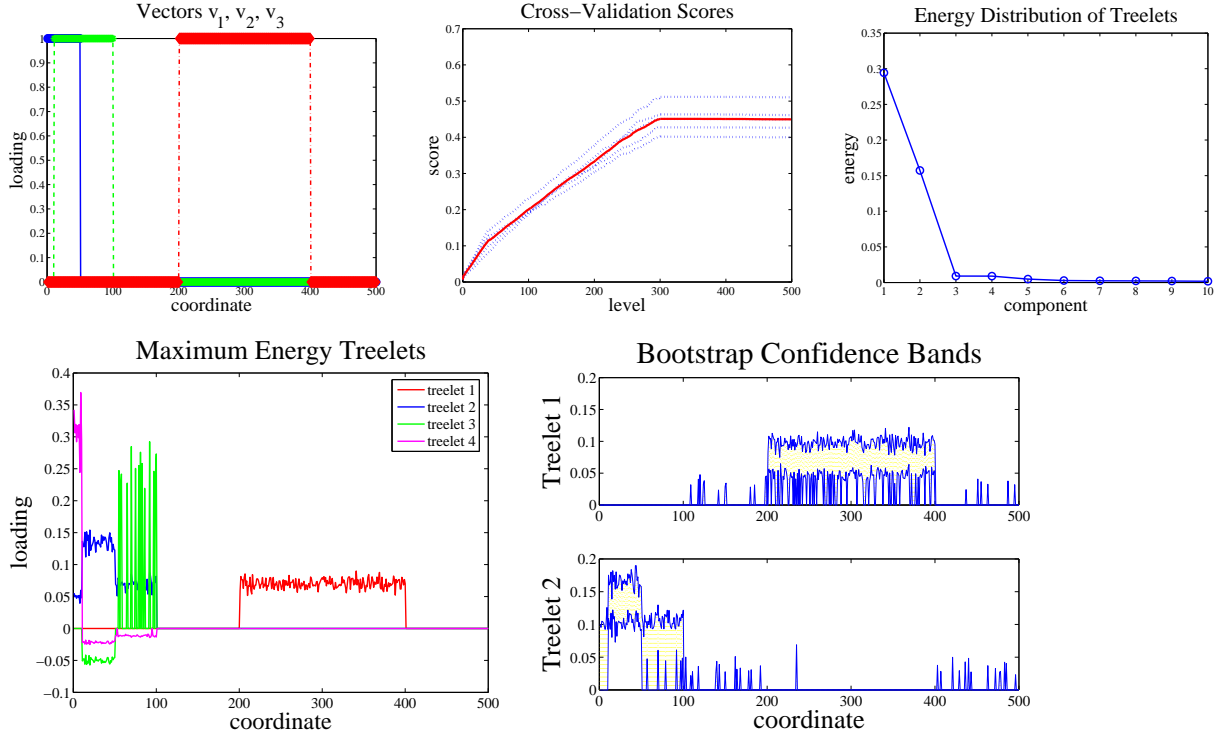 Vectors v1, v2, v3
1
0.9
0.8
0.7
0.6
0.5
0.4
0.3
0.2
0.1
0
loading
0 100 200 300 400 500
coordinate
Cross−Validation Scores
0.7
0.6
0.5
0.4
0.3
0.2
0.1
0
score
0 100 200 300 400 500
level
Energy Distribution of Treelets
0.35
0.3
0.25
0.2
0.15
0.1
0.05
0
energy
1 2 3 4 5 6 7 8 9 10
component
Maximum Energy Treelets
0.4
0.35
0.3
0.25
0.2
0.15
0.1
0.05
0
−0.05
−0.1
loading
treelet 1
treelet 2
treelet 3
treelet 4
0 100 200 300 400 500
coordinate
Bootstrap Confidence Bands
Treelet 1
0.2
0.15
0.1
0.05
0
0 100 200 300 400 500
Treelet 2
0.2
0.15
0.1
0.05
0
0 100 200 300 400 500
coordinate